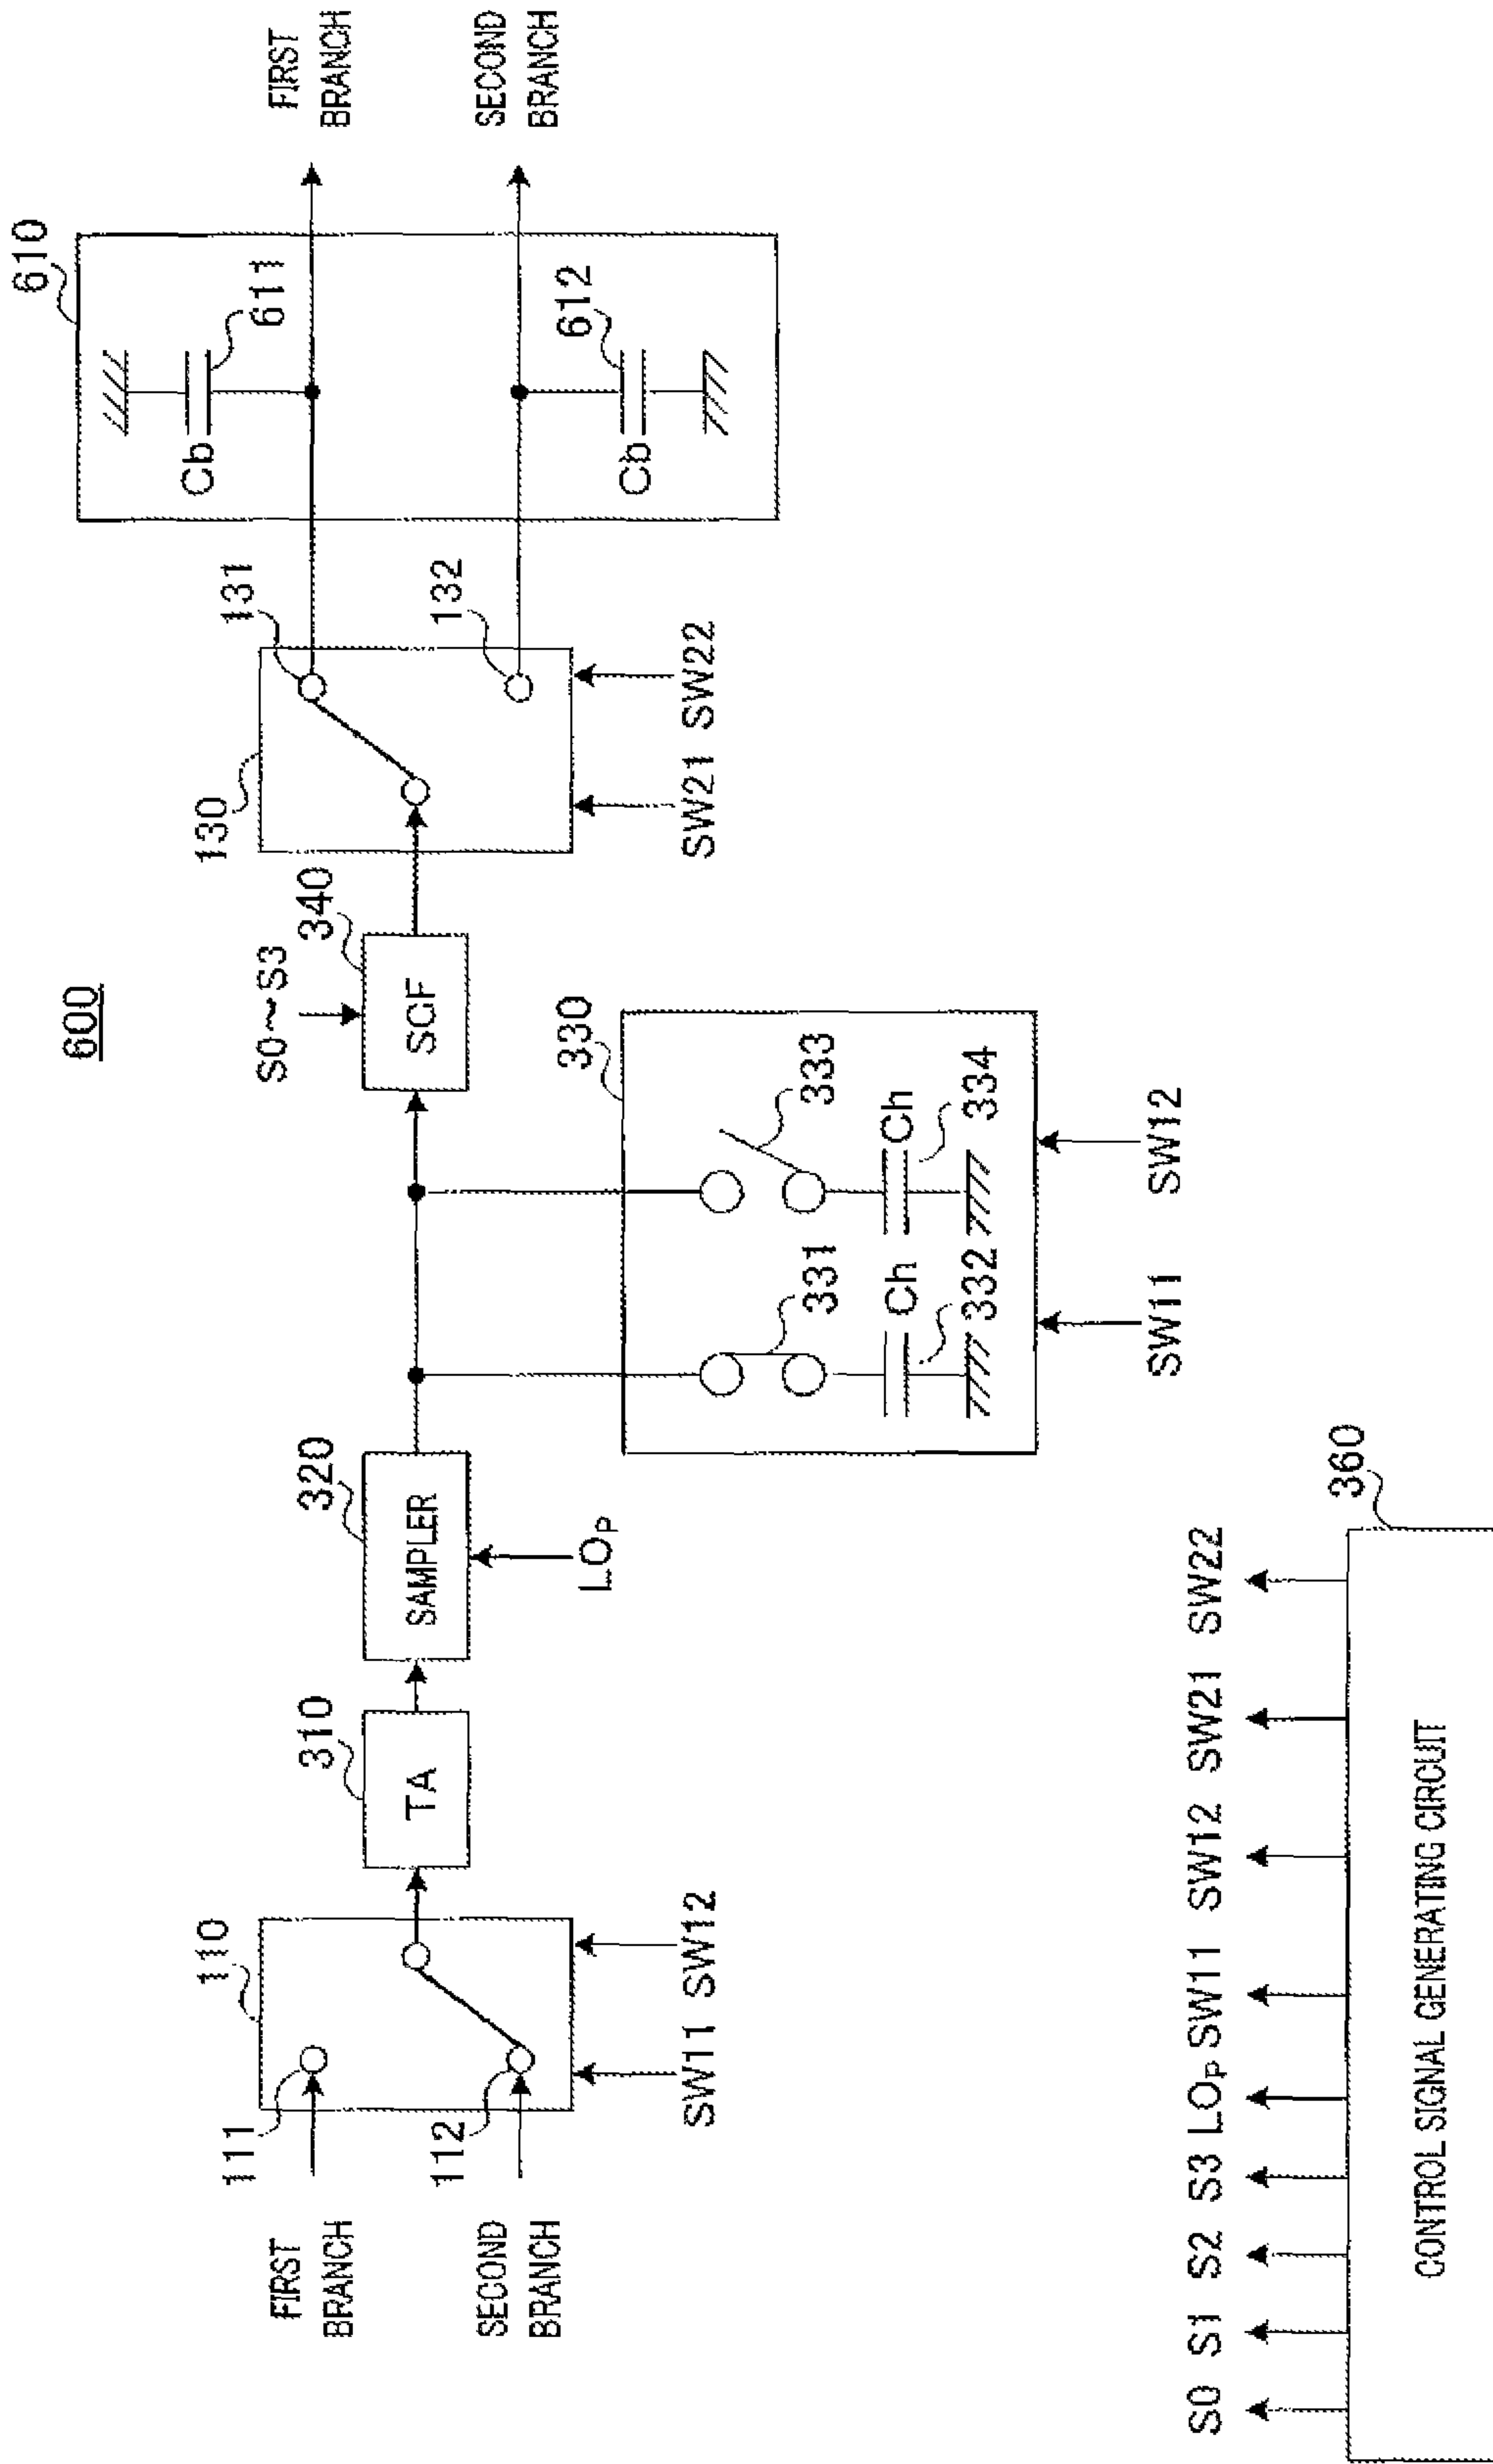 600
FIRST
BRANCH
SECOND
BRANCH
111
112
110
SW11
SW12
310
TA
320
SAMPLER
LOP
330
331
Ch
332
333
Ch
334
SW11
SW12
S0~S3
340
SCF
130
131
132
SW21
SW22
610
Cb
611
Cb
612
FIRST
BRANCH
SECOND
BRANCH
S0
S1
S2
S3
LOP
SW11
SW12
SW21
SW22
360
CONTROL SIGNAL GENERATING CIRCUIT